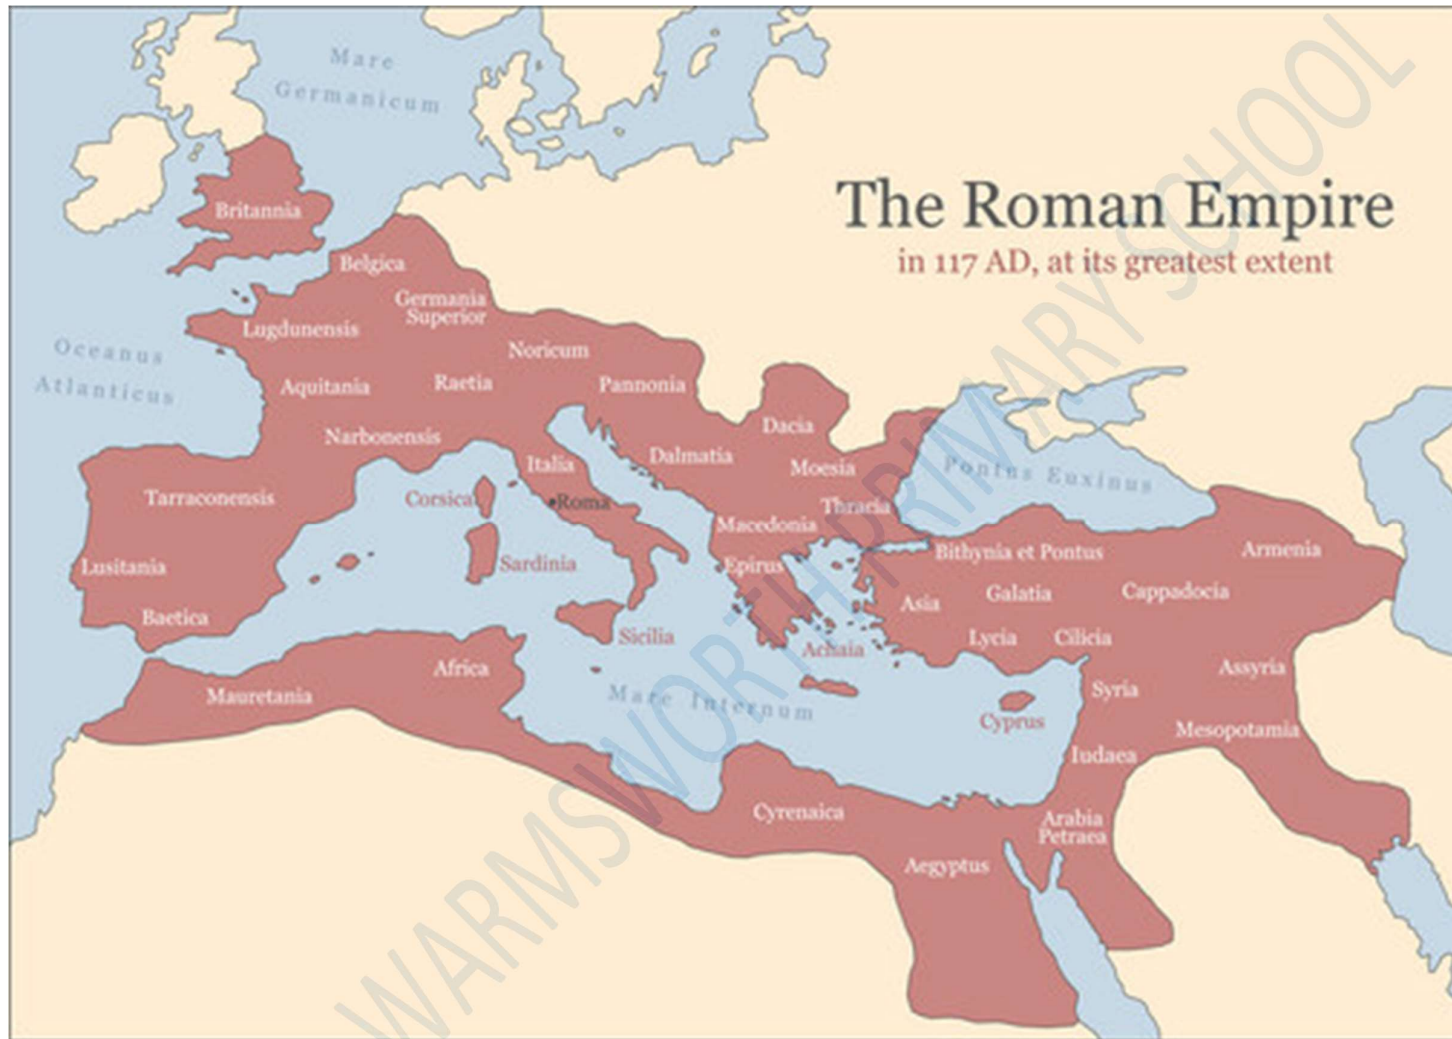 Mare
Germanicum
The Roman Empire
in 117 AD, at its greatest extent
Britannia
Belgica
Germania
Superior
Lugdunensis
Oceanus
Atlanticus
Noricum
Aquitania
Raetia
Pannonia
Dacia
Narbonensis
Italia
Dalmatia
Moesia
Pontus Euxinus
Tarraconensis
Corsica
Roma
Thracia
Macedonia
Bithynia et Pontus
Armenia
Lusitania
Sardinia
Epirus
Asia
Galatia
Cappadocia
Baetica
Sicilia
Achaia
Lycia
Cilicia
Africa
Mauretania
Mare Internum
Cyprus
Syria
Assyria
Mesopotamia
Iudaea
Cyrenaica
Arabia
Petraea
Aegyptus
WARMSWORTH PRIMARY SCHOOL